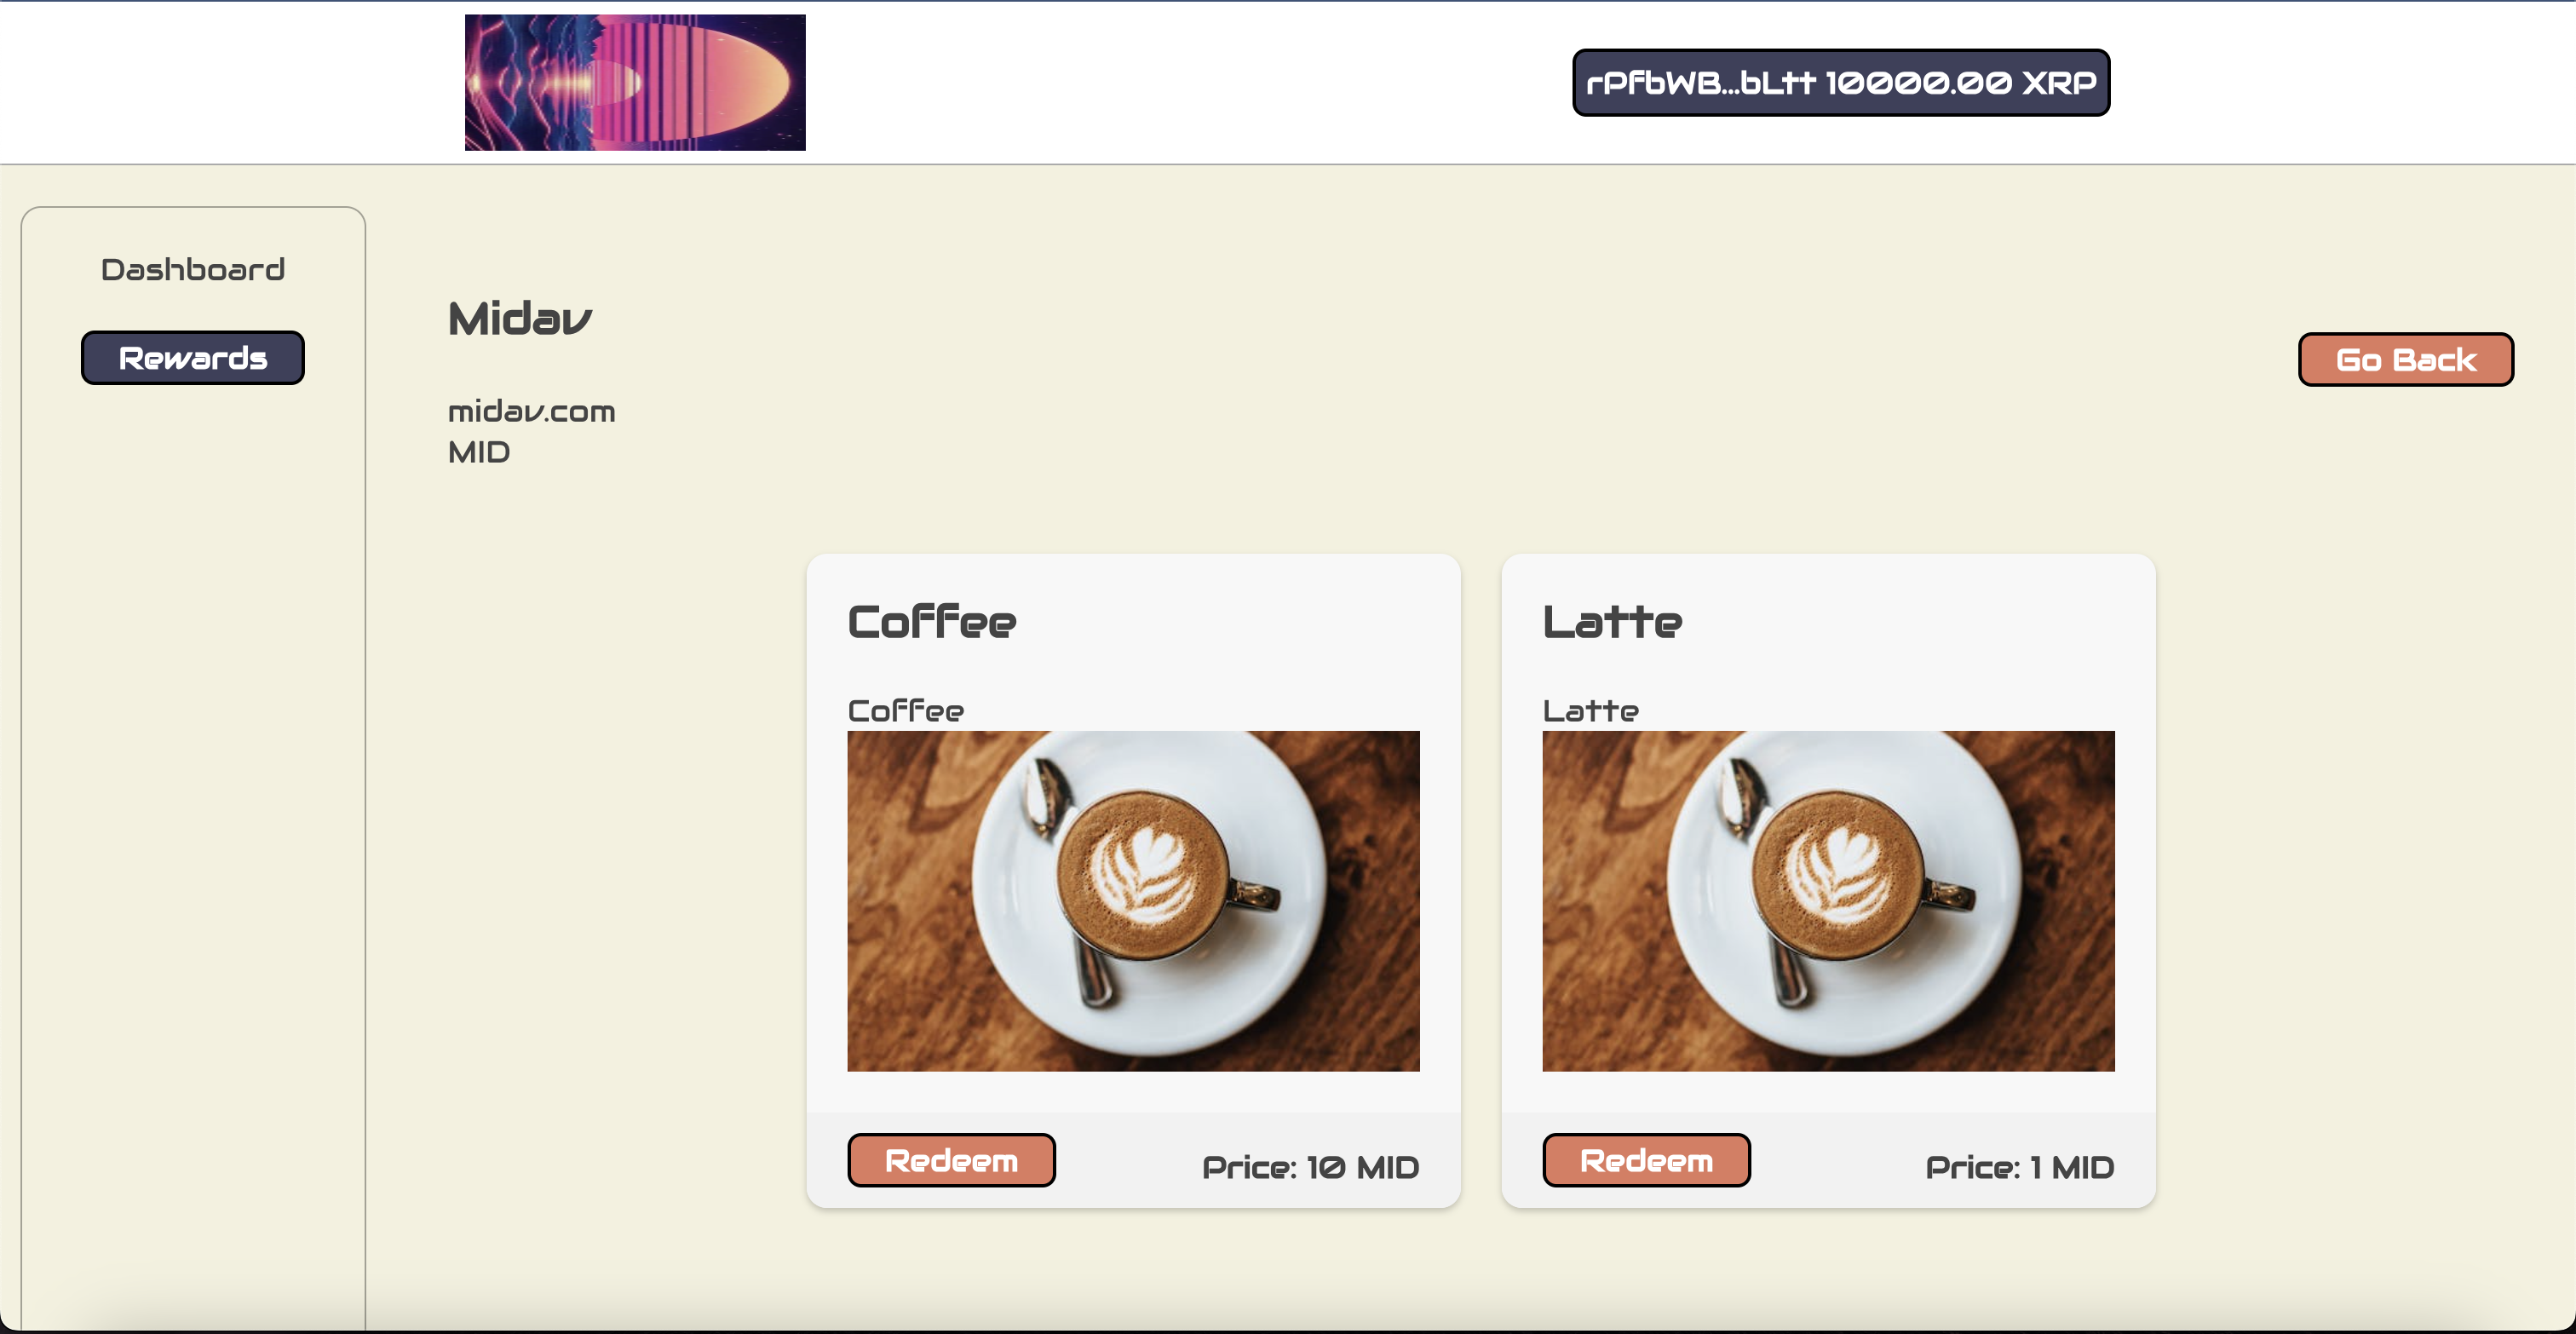 rPfbWB...bLtt 10000.00 XRP
Dashboard
Rewards
Midav
Go Back
midav.com
MID
Coffee
Coffee
Redeem
Price: 10 MID
Latte
Latte
Redeem
Price: 1 MID